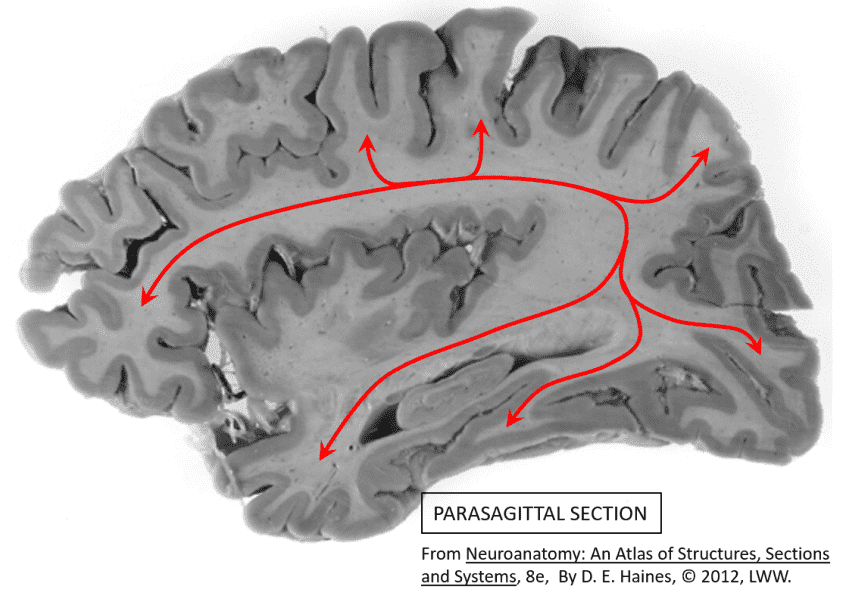 PARASAGITTAL SECTION
From Neuroanatomy: An Atlas of Structures, Sections
and Systems, 8e, By D. E. Haines, © 2012, LWW.